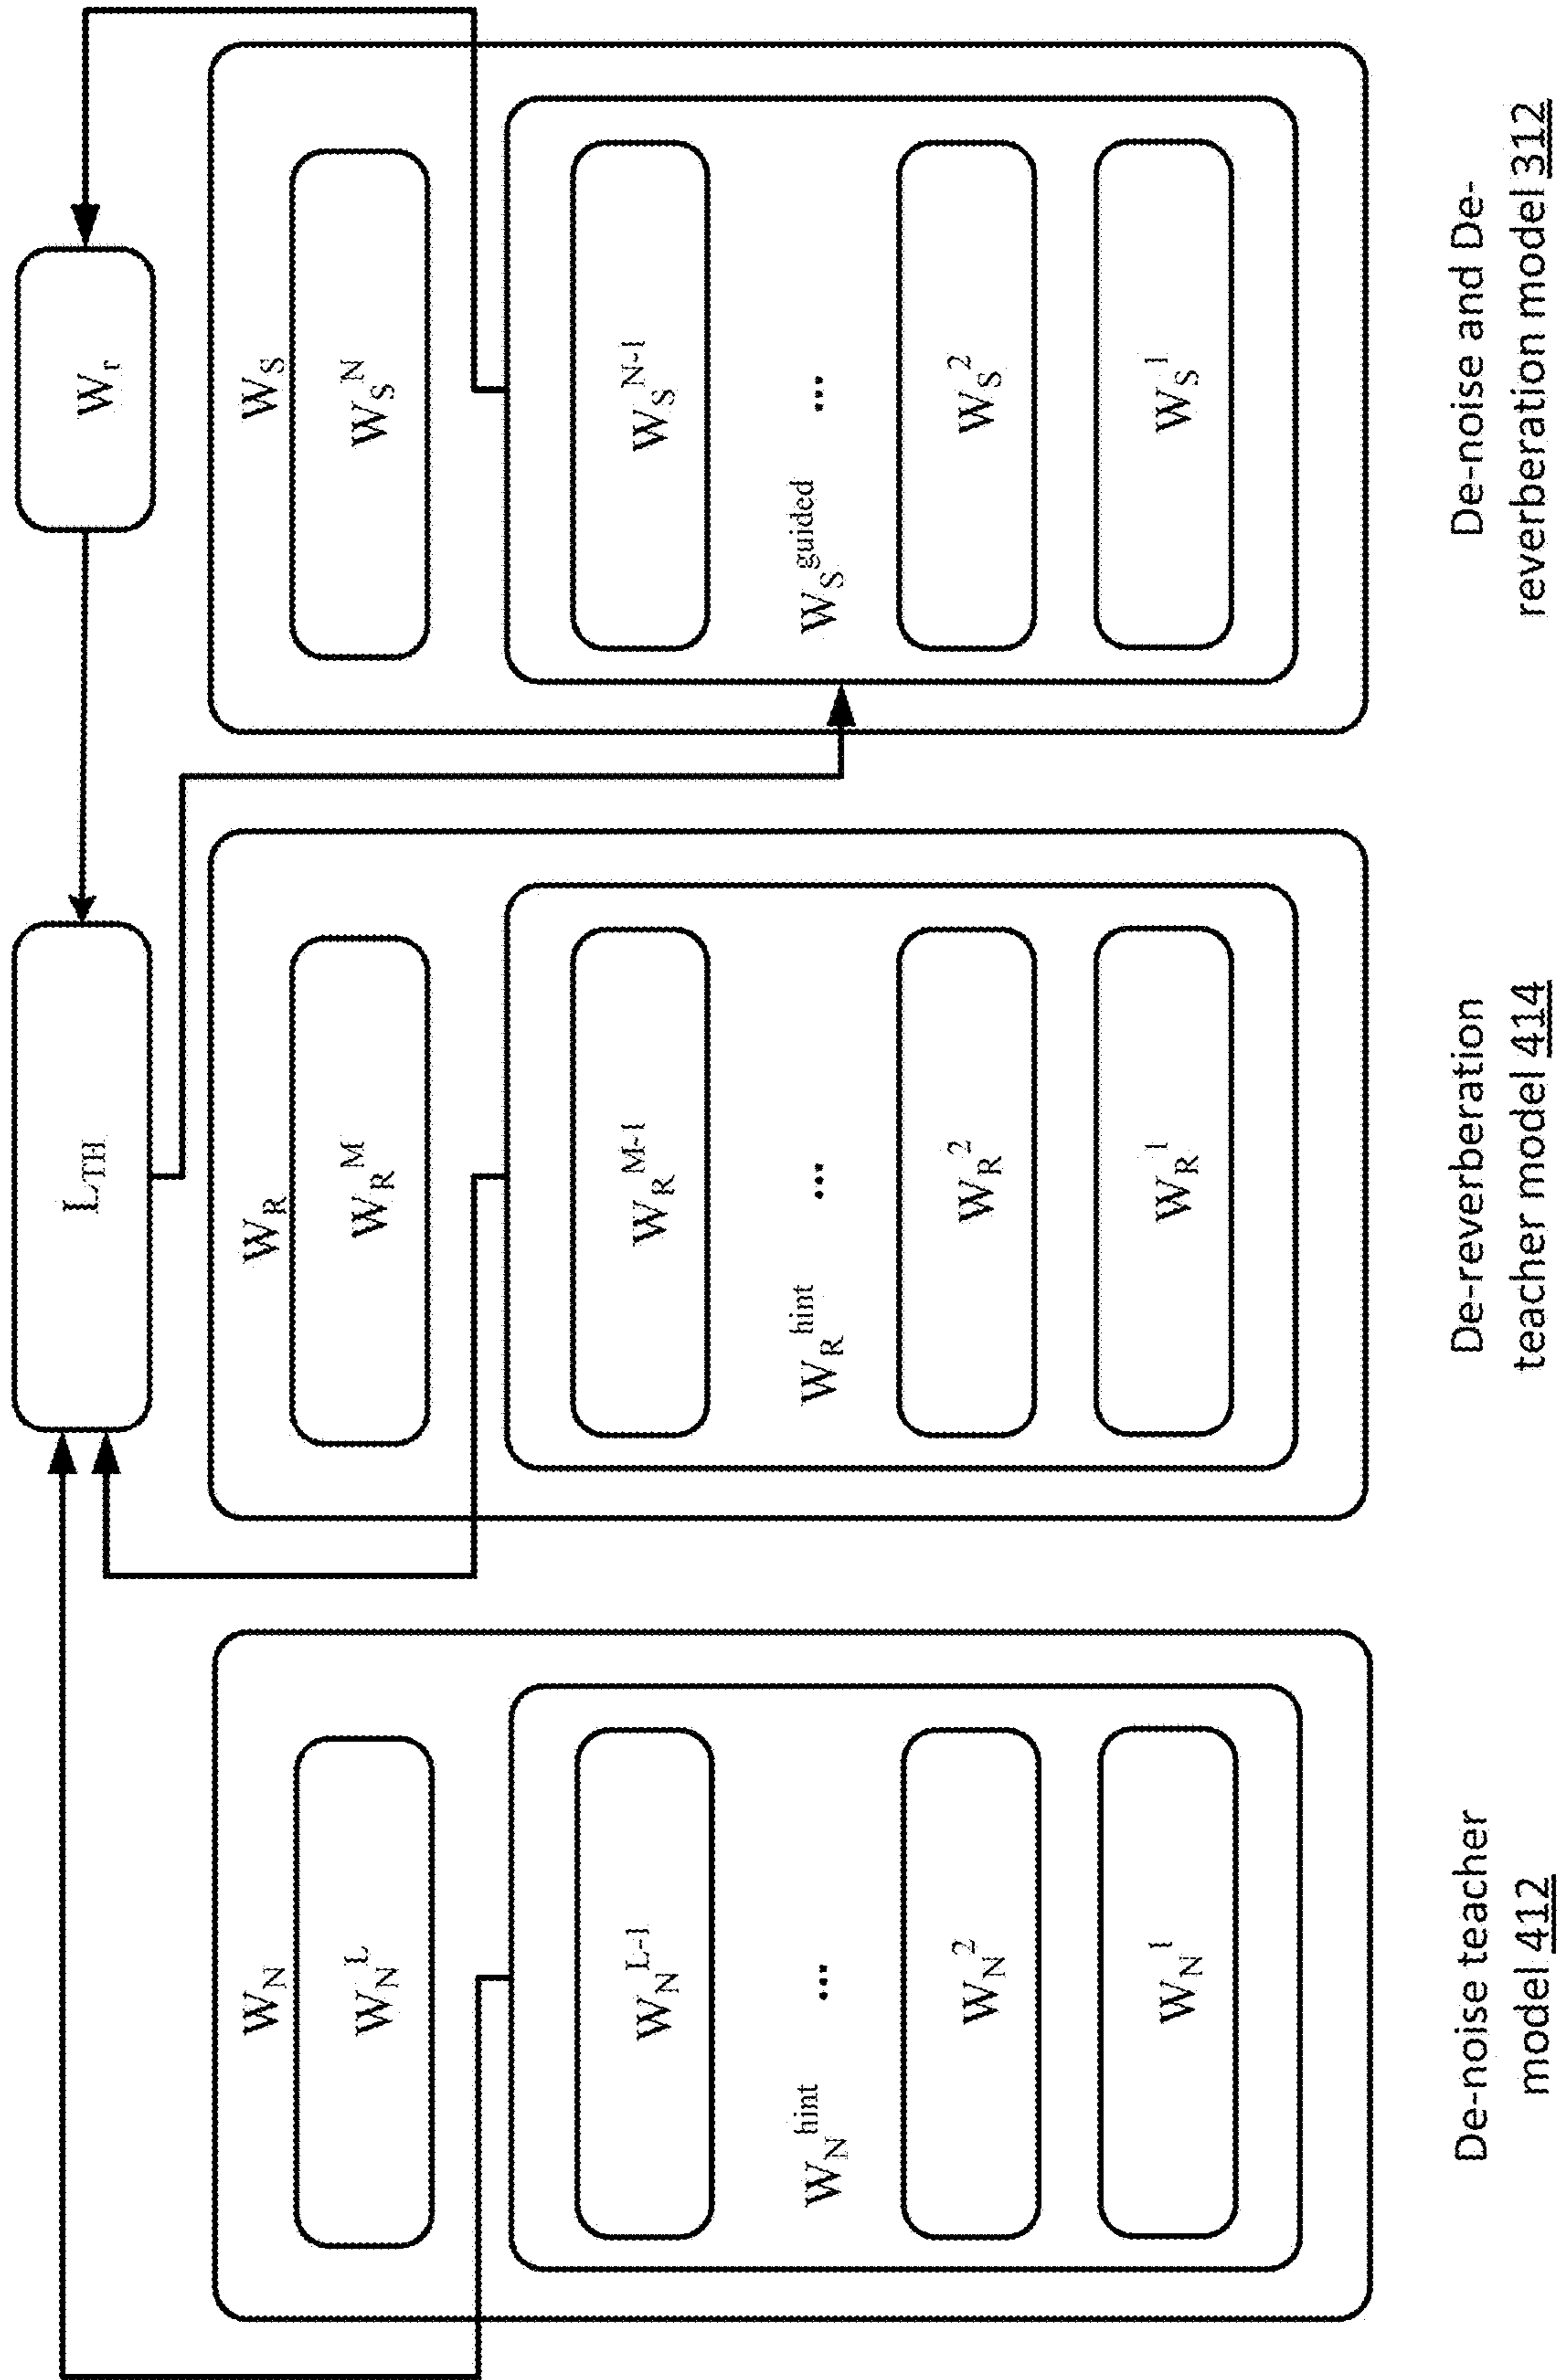 L_TH
W_r
W_N
W_N^L
W_N^L-1
W_N^hint
...
W_N^2
W_N^1
De-noise teacher
model 412
W_R
W_R^M
W_R^M-1
W_R^hint
...
W_R^2
W_R^1
De-reverberation
teacher model 414
W_S
W_S^N
W_S^N-1
W_S^guided
...
W_S^2
W_S^1
De-noise and De-
reverberation model 312